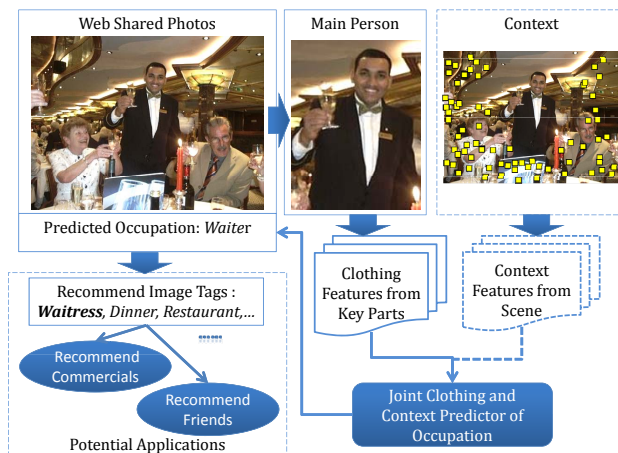 Web Shared Photos
Main Person
Context
Predicted Occupation: Waiter
Recommend Image Tags :
Waitress, Dinner, Restaurant,...
Recommend
Commercials
Recommend
Friends
Potential Applications
Clothing
Features from
Key Parts
Context
Features from
Scene
Joint Clothing and
Context Predictor of
Occupation